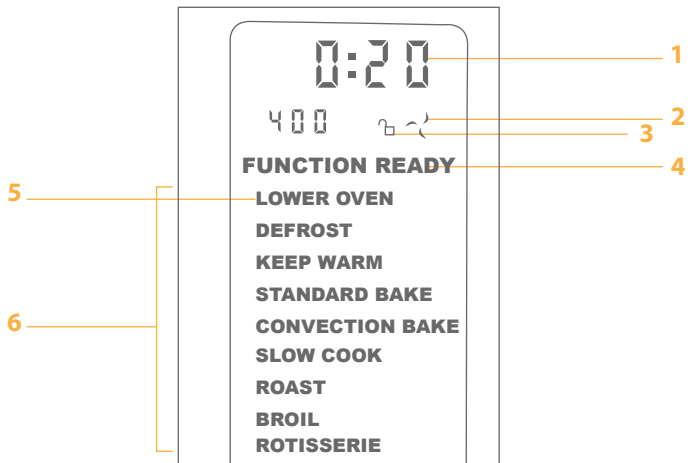 0:20 1
400 2
3
FUNCTION READY 4
5 LOWER OVEN
DEFROST
KEEP WARM
STANDARD BAKE
6 CONVECTION BAKE
SLOW COOK
ROAST
BROIL
ROTISSERIE